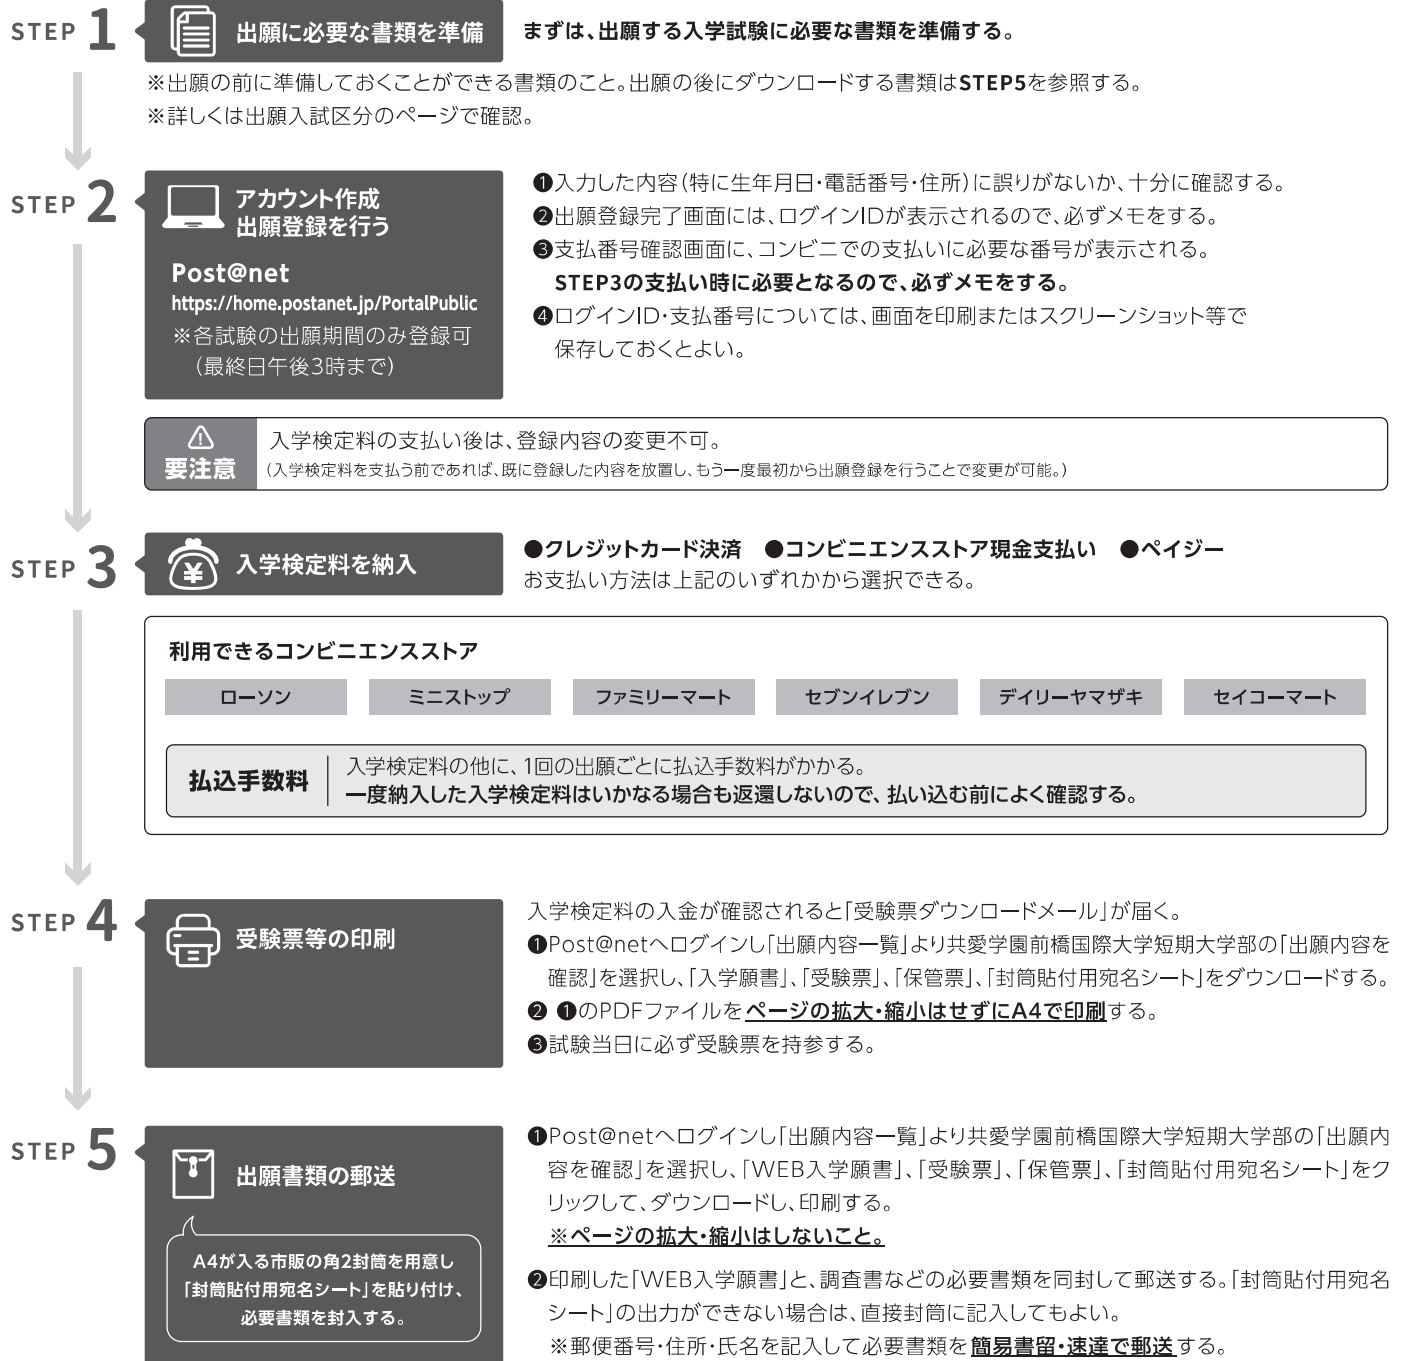 STEP 1
出願に必要な書類を準備
まずは、出願する入学試験に必要な書類を準備する。
※出願の前に準備しておくことができる書類のこと。出願の後にダウンロードする書類はSTEP5を参照する。
※詳しくは出願入試区分のページで確認。
STEP 2
アカウント作成
出願登録を行う
Post@net
https://home.postanet.jp/PortalPublic
※各試験の出願期間のみ登録可
(最終日午後3時まで)
❶入力した内容(特に生年月日・電話番号・住所)に誤りがないか、十分に確認する。
❷出願登録完了画面には、ログインIDが表示されるので、必ずメモをする。
❸支払番号確認画面に、コンビニでの支払いに必要な番号が表示される。
STEP3の支払い時に必要となるので、必ずメモをする。
❹ログインID・支払番号については、画面を印刷またはスクリーンショット等で
保存しておくとよい。
要注意
入学検定料の支払い後は、登録内容の変更不可。
(入学検定料を支払う前であれば、既に登録した内容を放置し、もう一度最初から出願登録を行うことで変更が可能。)
STEP 3
¥
入学検定料を納入
●クレジットカード決済 ●コンビニエンスストア現金支払い ●ペイジー
お支払い方法は上記のいずれかから選択できる。
利用できるコンビニエンスストア
ローソン ミニストップ ファミリーマート セブンイレブン デイリーヤマザキ セイコーマート
払込手数料
入学検定料の他に、1回の出願ごとに払込手数料がかかる。
一度納入した入学検定料はいかなる場合も返還しないので、払い込む前によく確認する。
STEP 4
受験票等の印刷
入学検定料の入金が確認されると「受験票ダウンロードメール」が届く。
❶Post@netへログインし「出願内容一覧」より共愛学園前橋国際大学短期大学部の「出願内容を
確認」を選択し、「入学願書」、「受験票」、「保管票」、「封筒貼付用宛名シート」をダウンロードする。
❷ ❶のPDFファイルをページの拡大・縮小はせずにA4で印刷する。
❸試験当日に必ず受験票を持参する。
STEP 5
出願書類の郵送
A4が入る市販の角2封筒を用意し
「封筒貼付用宛名シート」を貼り付け、
必要書類を封入する。
❶Post@netへログインし「出願内容一覧」より共愛学園前橋国際大学短期大学部の「出願内
容を確認」を選択し、「WEB入学願書」、「受験票」、「保管票」、「封筒貼付用宛名シート」をク
リックして、ダウンロードし、印刷する。
※ページの拡大・縮小はしないこと。
❷印刷した「WEB入学願書」と、調査書などの必要書類を同封して郵送する。「封筒貼付用宛名
シート」の出力ができない場合は、直接封筒に記入してもよい。
※郵便番号・住所・氏名を記入して必要書類を簡易書留・速達で郵送する。